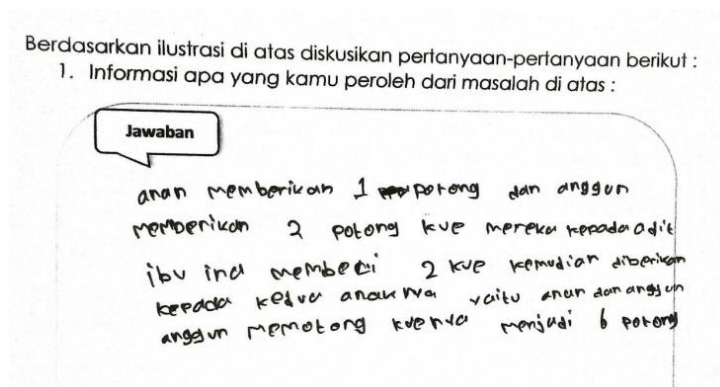 Berdasarkan ilustrasi di atas diskusikan pertanyaan-pertanyaan berikut :
1. Informasi apa yang kamu peroleh dari masalah di atas :
Jawaban
anan memberikan 1 potong dan anggun
memberikan 2 potong kue mereka kepada adit
ibu ina membeli 2 kue kemudian diberikan
kepada kedua anaknya yaitu anan dan anggun
anggun memotong kuenya menjadi 6 potong